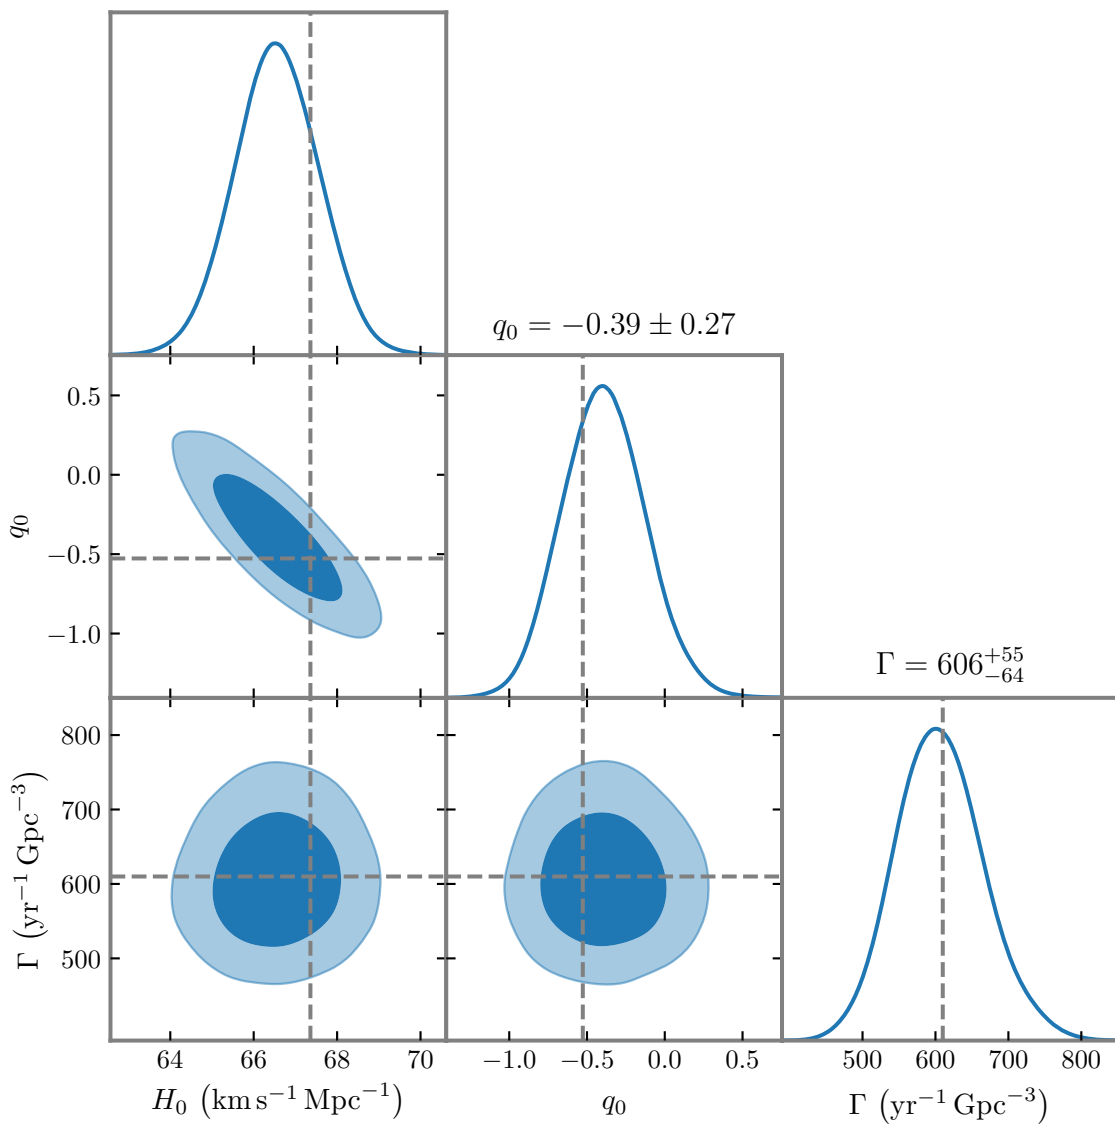 q₀ = −0.39 ± 0.27
0.5
0.0
−0.5
−1.0
q₀
Γ = 606⁺⁵⁵₋₆₄
800
700
600
500
Γ (yr⁻¹ Gpc⁻³)
64 66 68 70
−1.0 −0.5 0.0 0.5
500 600 700 800
H₀ (km s⁻¹ Mpc⁻¹)
q₀
Γ (yr⁻¹ Gpc⁻³)